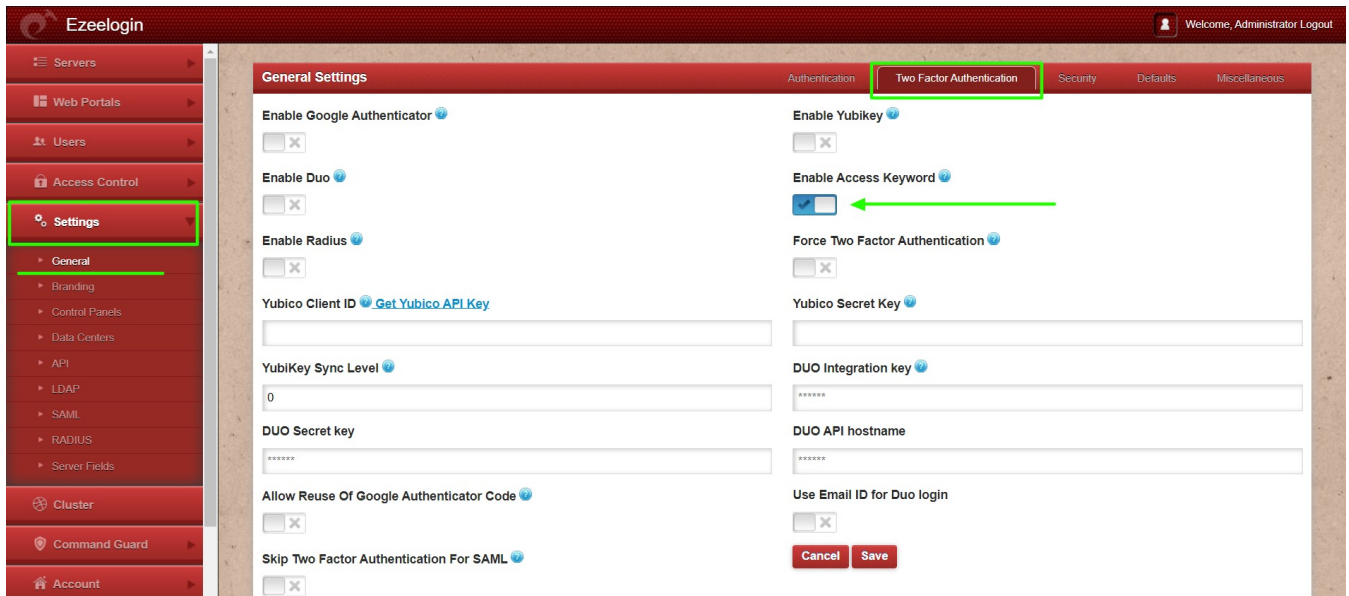 Ezeelogin
Welcome, Administrator Logout
Servers
Web Portals
Users
Access Control
Settings
General
Branding
Control Panels
Data Centers
API
LDAP
SAML
RADIUS
Server Fields
Cluster
Command Guard
Account
General Settings
Authentication Two Factor Authentication Security Defaults Miscellaneous
Enable Google Authenticator Enable Yubikey
Enable Duo Enable Access Keyword
Enable Radius Force Two Factor Authentication
Yubico Client ID Get Yubico API Key Yubico Secret Key
YubiKey Sync Level DUO Integration key
0 ******
DUO Secret key DUO API hostname
****** ******
Allow Reuse Of Google Authenticator Code Use Email ID for Duo login
Cancel Save
Skip Two Factor Authentication For SAML